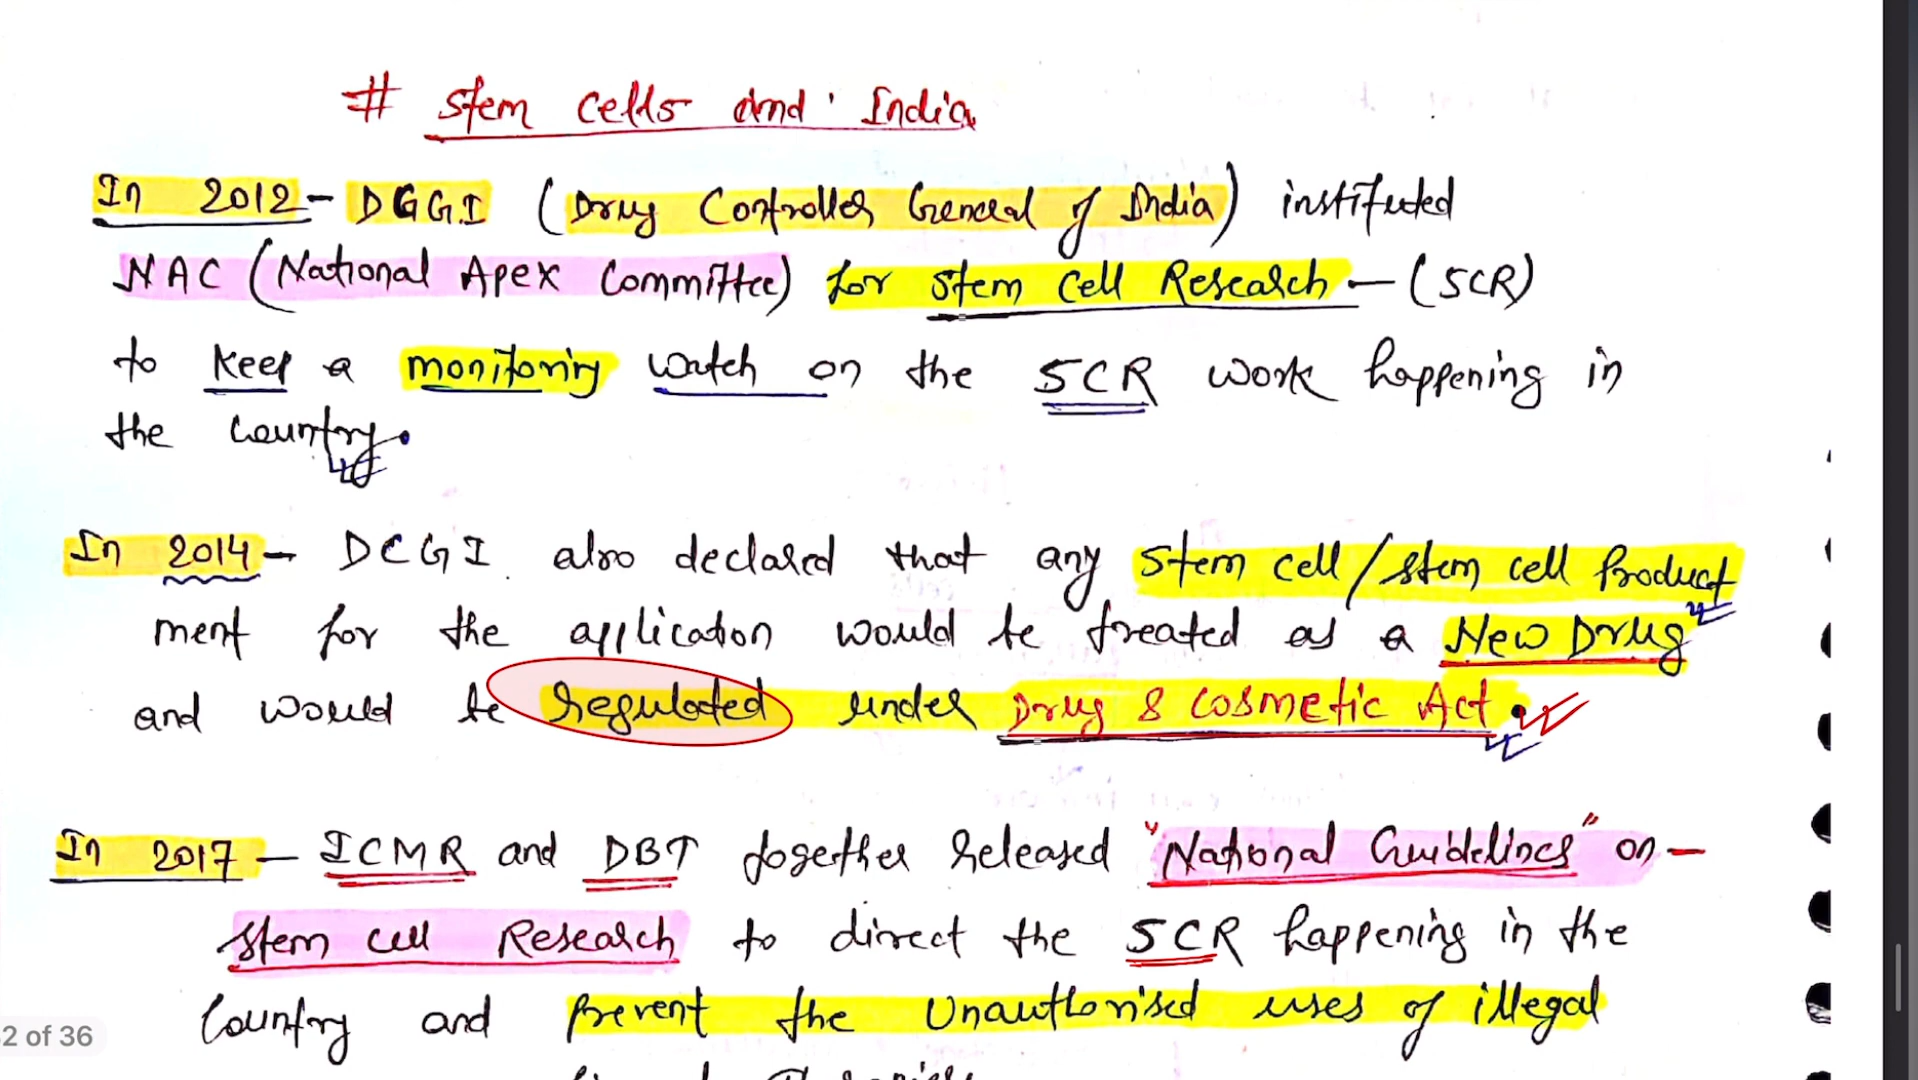 # Stem cells and India
In 2012 - DGGI (Drug Controller General of India) instituted
NAC (National Apex Committee) for stem cell Research - (SCR)
to keep a monitoring watch on the SCR work happening in
the country.
In 2014 - DCGI also declared that any stem cell/stem cell Product
ment for the application would be treated as a New Drug
and would be regulated under Drug & Cosmetic Act.
In 2017 - ICMR and DBT together released "National Guidelines" on -
Stem cell Research to direct the SCR happening in the
Country and Prevent the Unauthorised uses of illegal
2 of 36